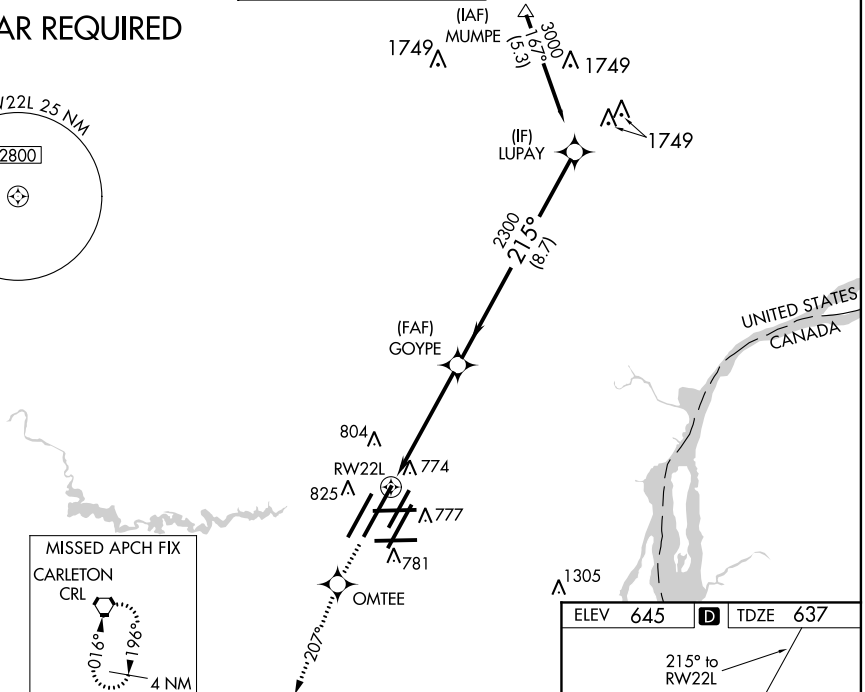 AR REQUIRED
W22L 25 NM
2800
(IAF)
MUMPE
3000
167°
(5.3)
1749
1749
1749
(IF)
LUPAY
2300
215°
(8.7)
UNITED STATES
CANADA
(FAF)
GOYPE
804
774
RW22L
825
777
781
OMTEE
207°
1305
MISSED APCH FIX
CARLETON
CRL
016°
196°
4 NM
ELEV 645 D TDZE 637
215° to
RW22L